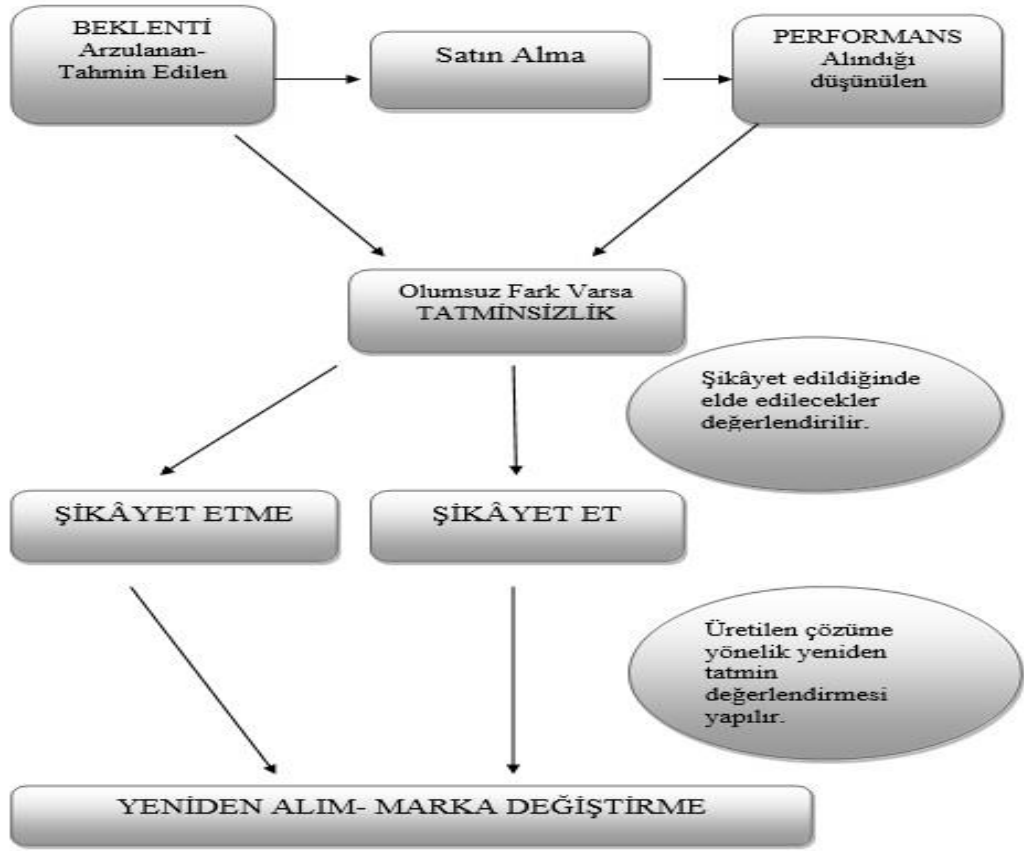 BEKLENTİ
Arzulanan-
Tahmin Edilen
Satın Alma
PERFORMANS
Alındığı
düşünülen
Olumsuz Fark Varsa
TATMİNSİZLİK
Şikâyet edildiğinde
elde edilecekler
değerlendirilir.
ŞİKÂYET ETME
ŞİKÂYET ET
Üretilen çözüme
yönelik yeniden
tatmin
değerlendirmesi
yapılır.
YENİDEN ALIM- MARKA DEĞİŞTİRME